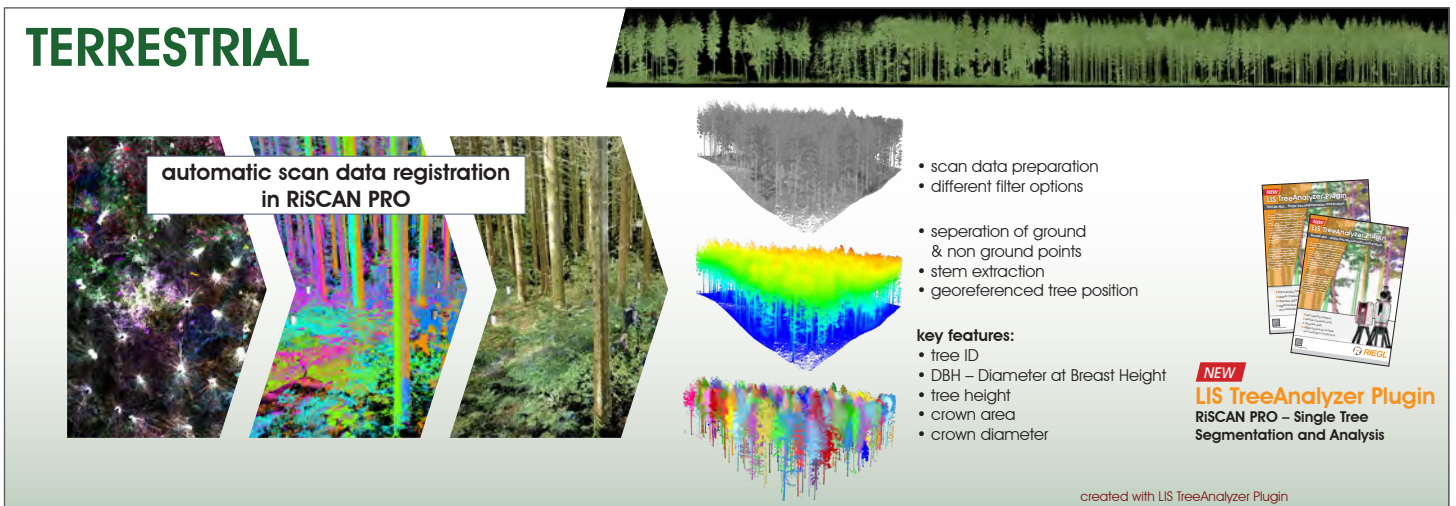 TERRESTRIAL
automatic scan data registration
in RiSCAN PRO
• scan data preparation
• different filter options
• seperation of ground
& non ground points
• stem extraction
• georeferenced tree position
key features:
• tree ID
• DBH – Diameter at Breast Height
• tree height
• crown area
• crown diameter
NEW
LIS TreeAnalyzer Plugin
NEW
LIS TreeAnalyzer Plugin
RIEGL
NEW
LIS TreeAnalyzer Plugin
RiSCAN PRO – Single Tree
Segmentation and Analysis
created with LIS TreeAnalyzer Plugin